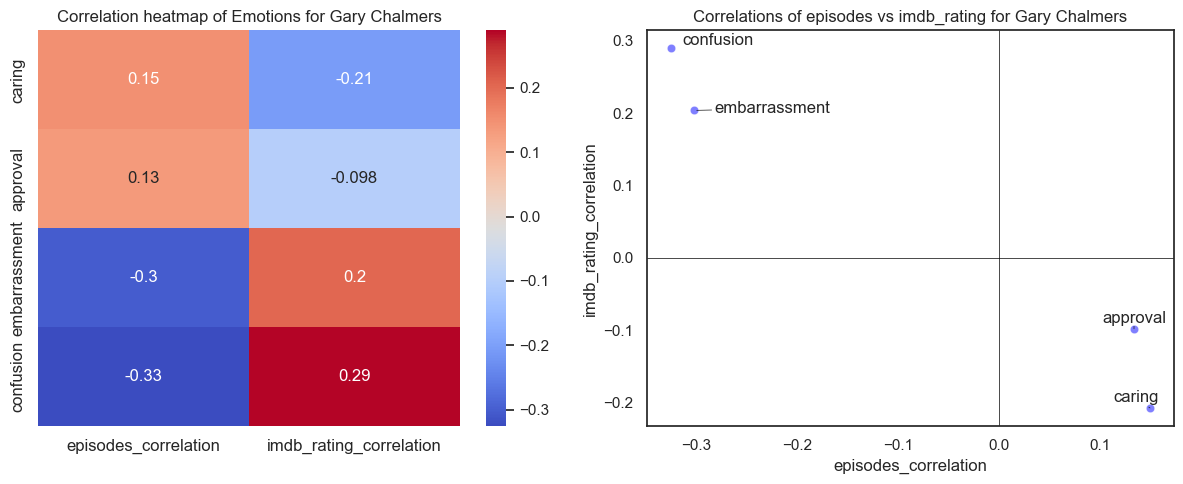 Correlation heatmap of Emotions for Gary Chalmers
caring
approval
embarrassment
confusion
0.15
-0.21
0.13
-0.098
-0.3
0.2
-0.33
0.29
episodes_correlation
imdb_rating_correlation
0.2
0.1
0.0
−0.1
−0.2
−0.3
Correlations of episodes vs imdb_rating for Gary Chalmers
imdb_rating_correlation
0.3
0.2
0.1
0.0
−0.1
−0.2
confusion
embarrassment
approval
caring
−0.3
−0.2
−0.1
0.0
0.1
episodes_correlation